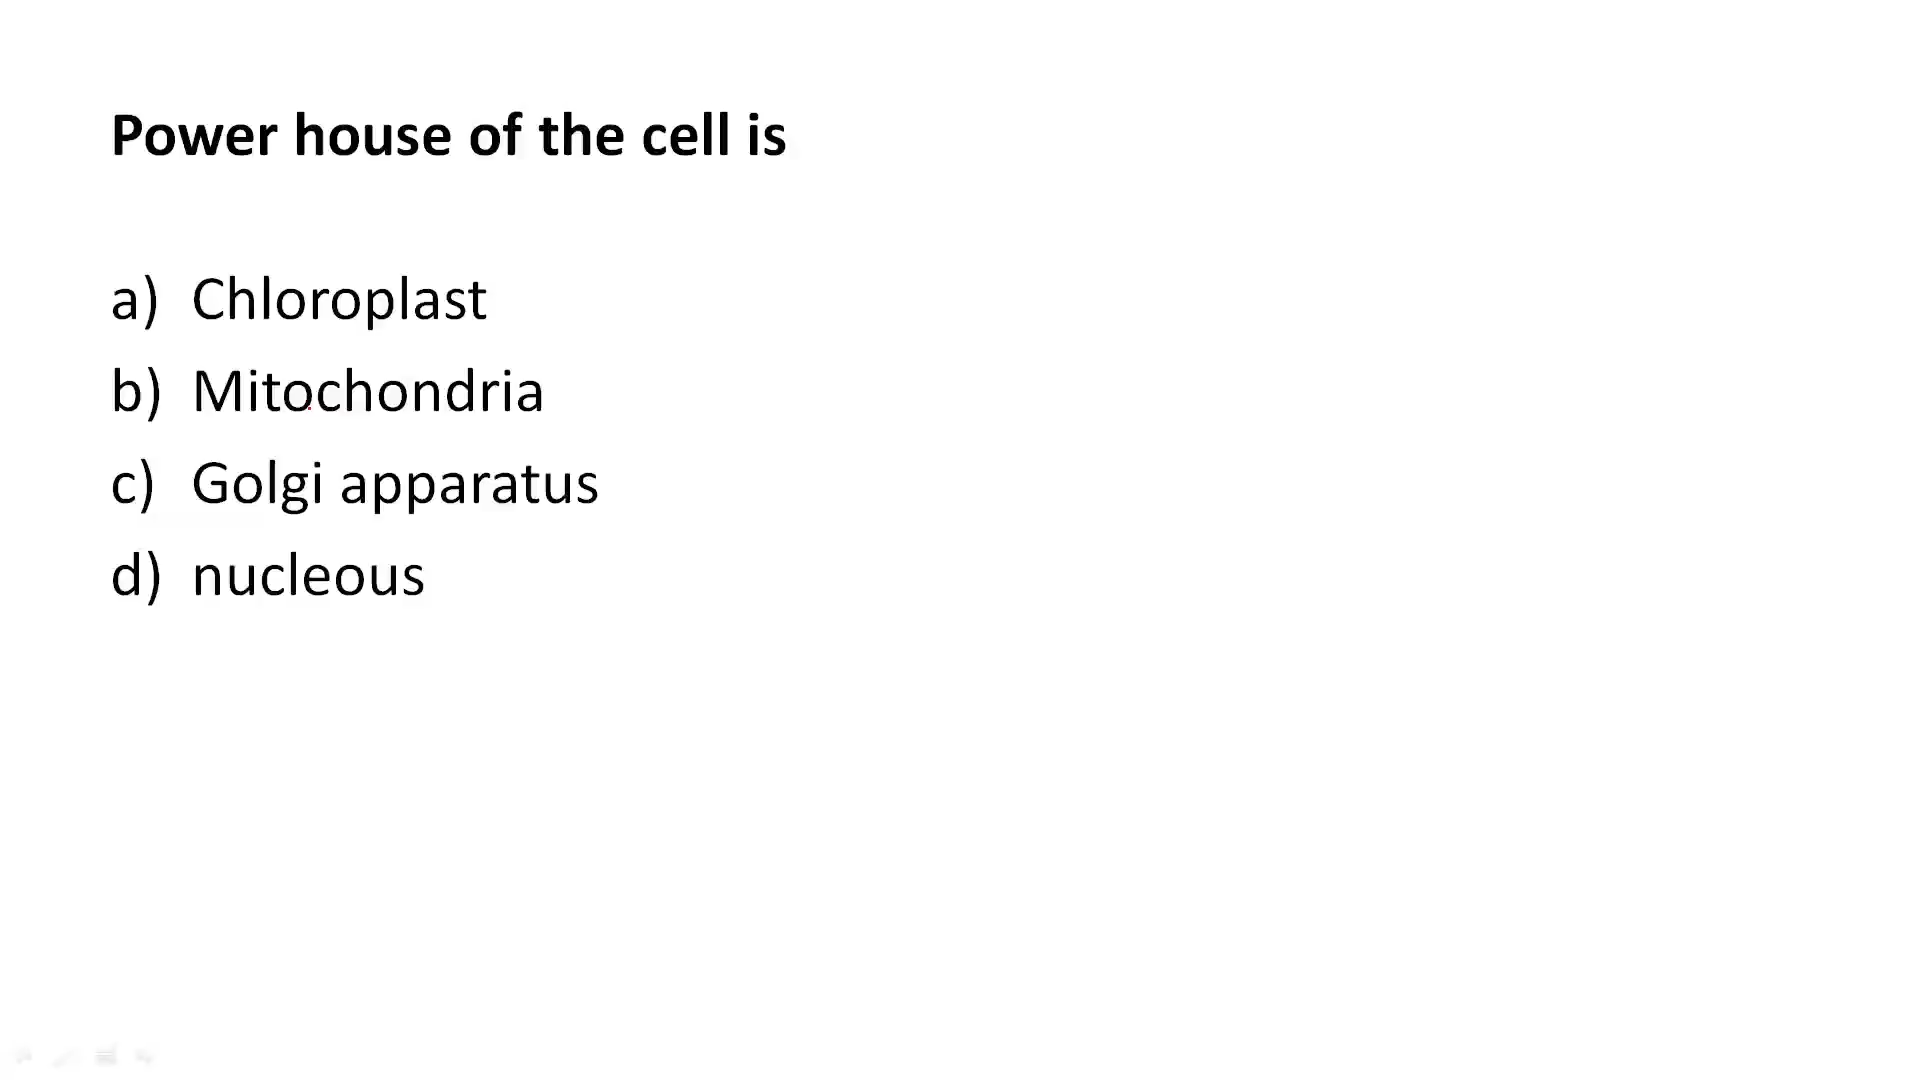 Power house of the cell is
a) Chloroplast
b) Mitochondria
c) Golgi apparatus
d) nucleous